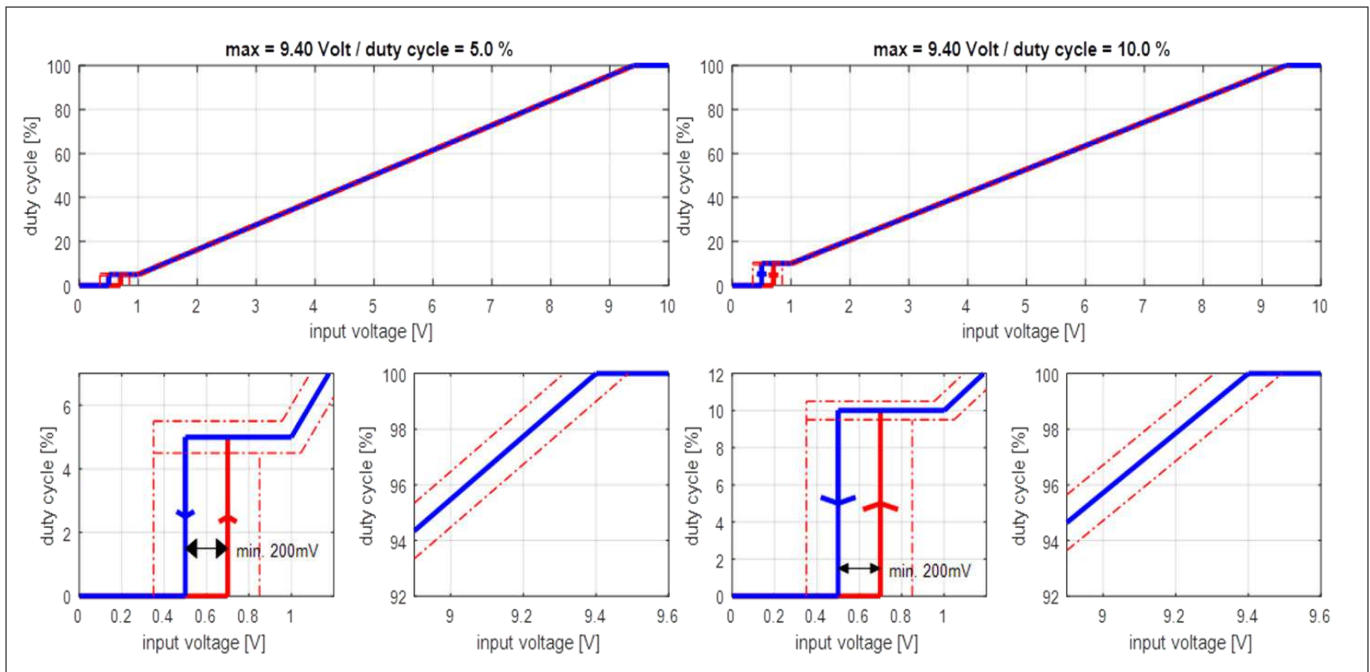 max = 9.40 Volt / duty cycle = 5.0 %
duty cycle [%]
100
80
60
40
20
0
0 1 2 3 4 5 6 7 8 9 10
input voltage [V]
max = 9.40 Volt / duty cycle = 10.0 %
duty cycle [%]
100
80
60
40
20
0
0 1 2 3 4 5 6 7 8 9 10
input voltage [V]
duty cycle [%]
6
4
2
0
min. 200mV
0 0.2 0.4 0.6 0.8 1
input voltage [V]
duty cycle [%]
100
98
96
94
92
9 9.2 9.4 9.6
input voltage [V]
duty cycle [%]
12
10
8
6
4
2
0
min. 200mV
0 0.2 0.4 0.6 0.8 1
input voltage [V]
duty cycle [%]
100
98
96
94
92
9 9.2 9.4 9.6
input voltage [V]